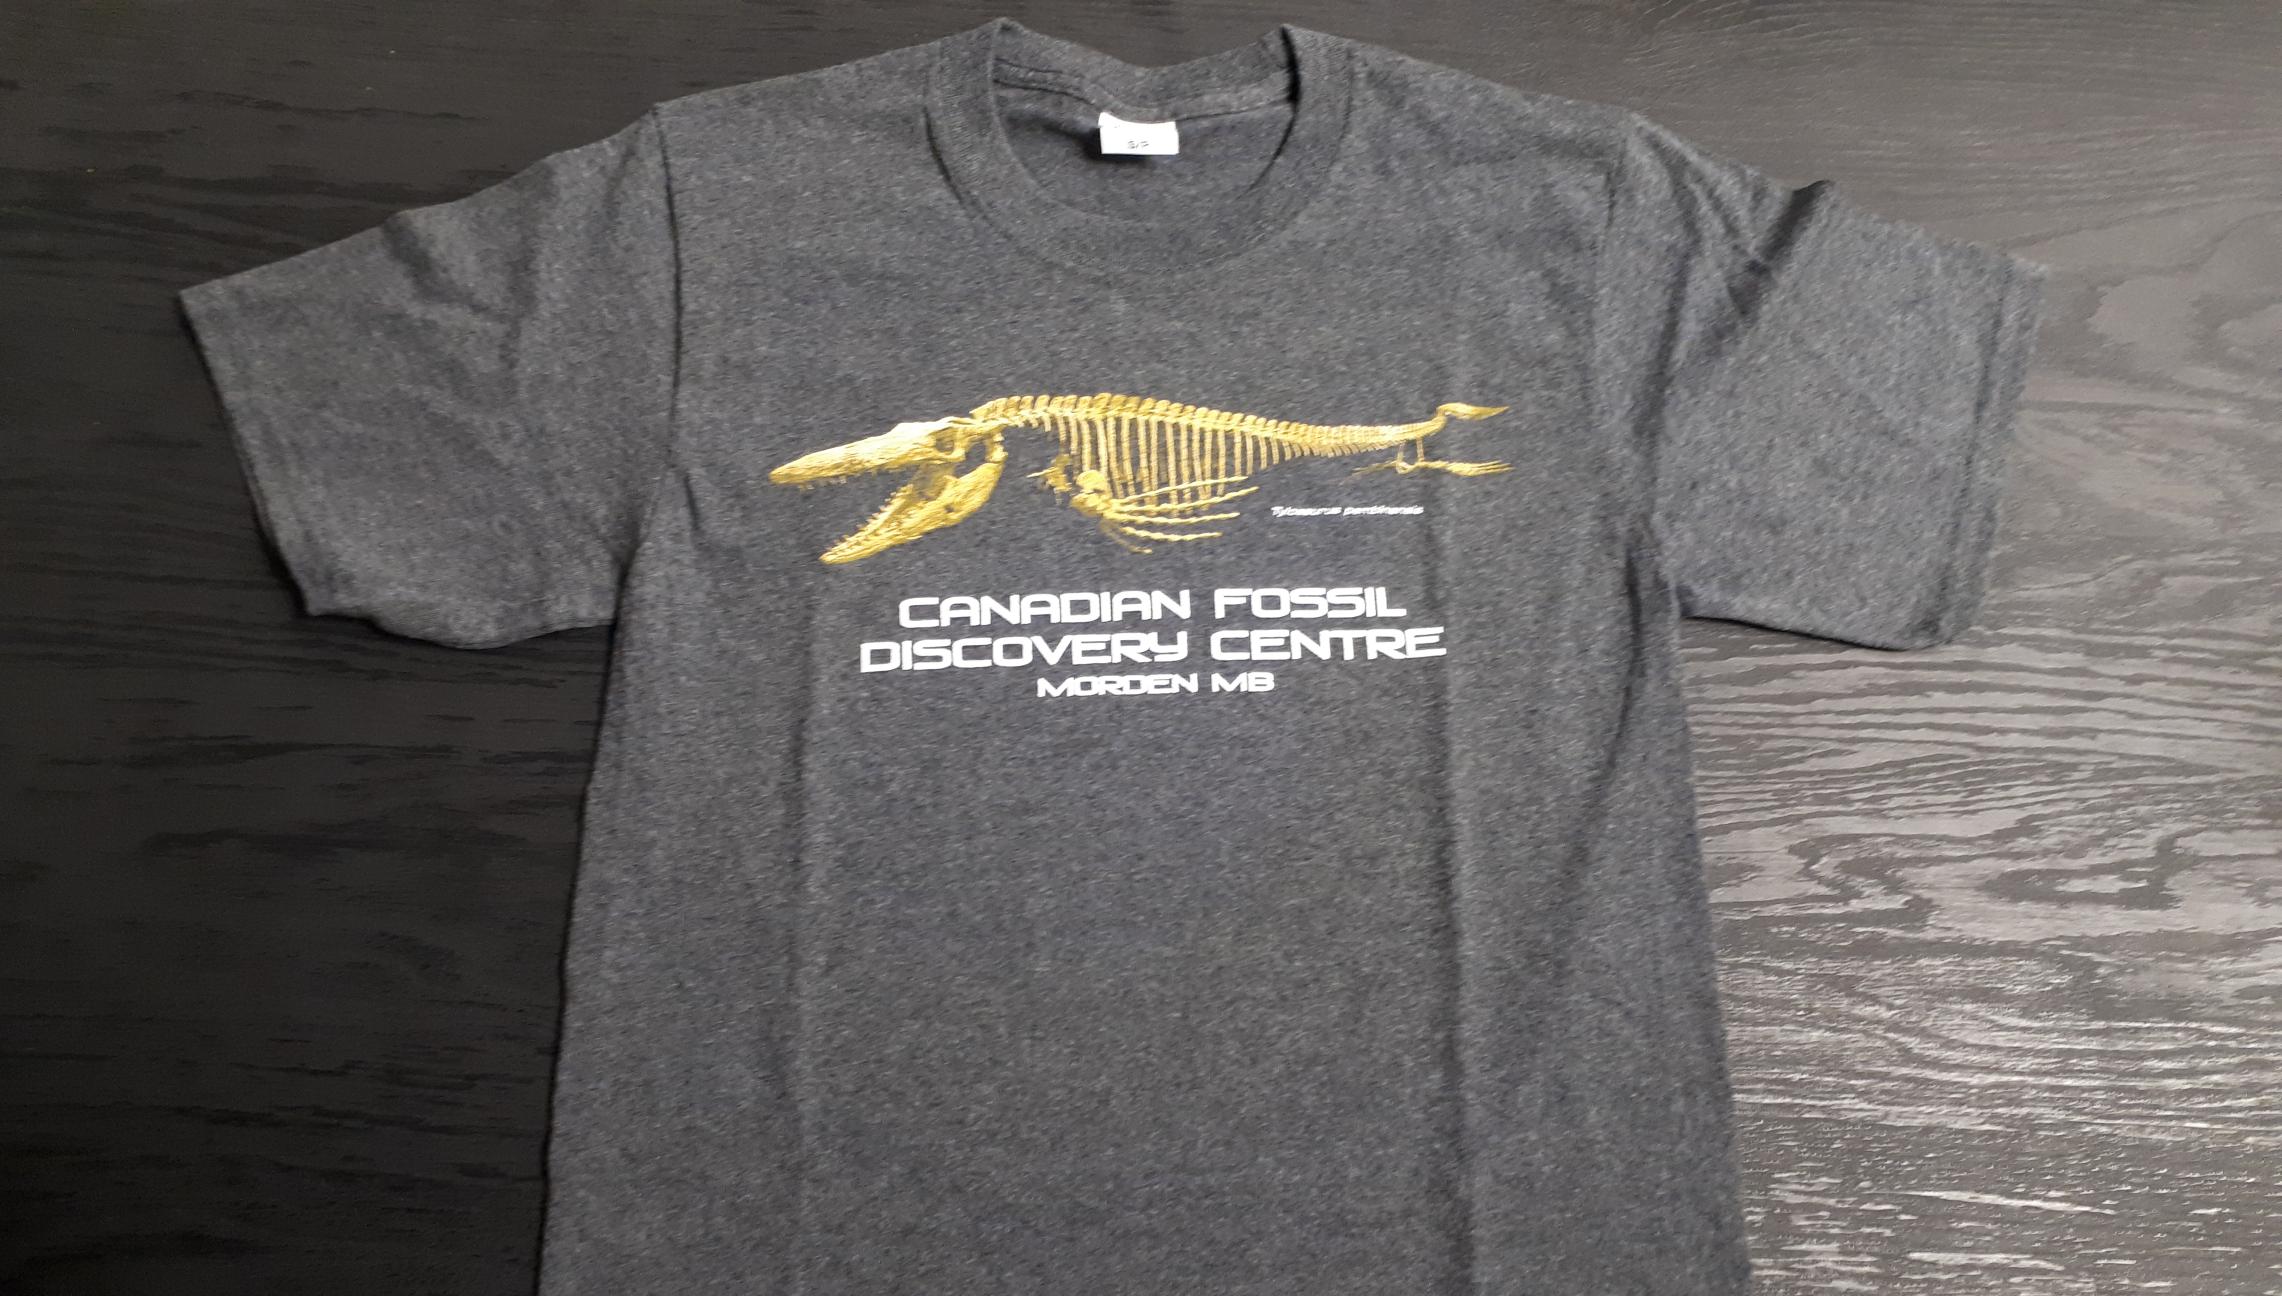 S/P
Tylosaurus pembinensis
CANADIAN FOSSIL
DISCOVERY CENTRE
MORDEN MB